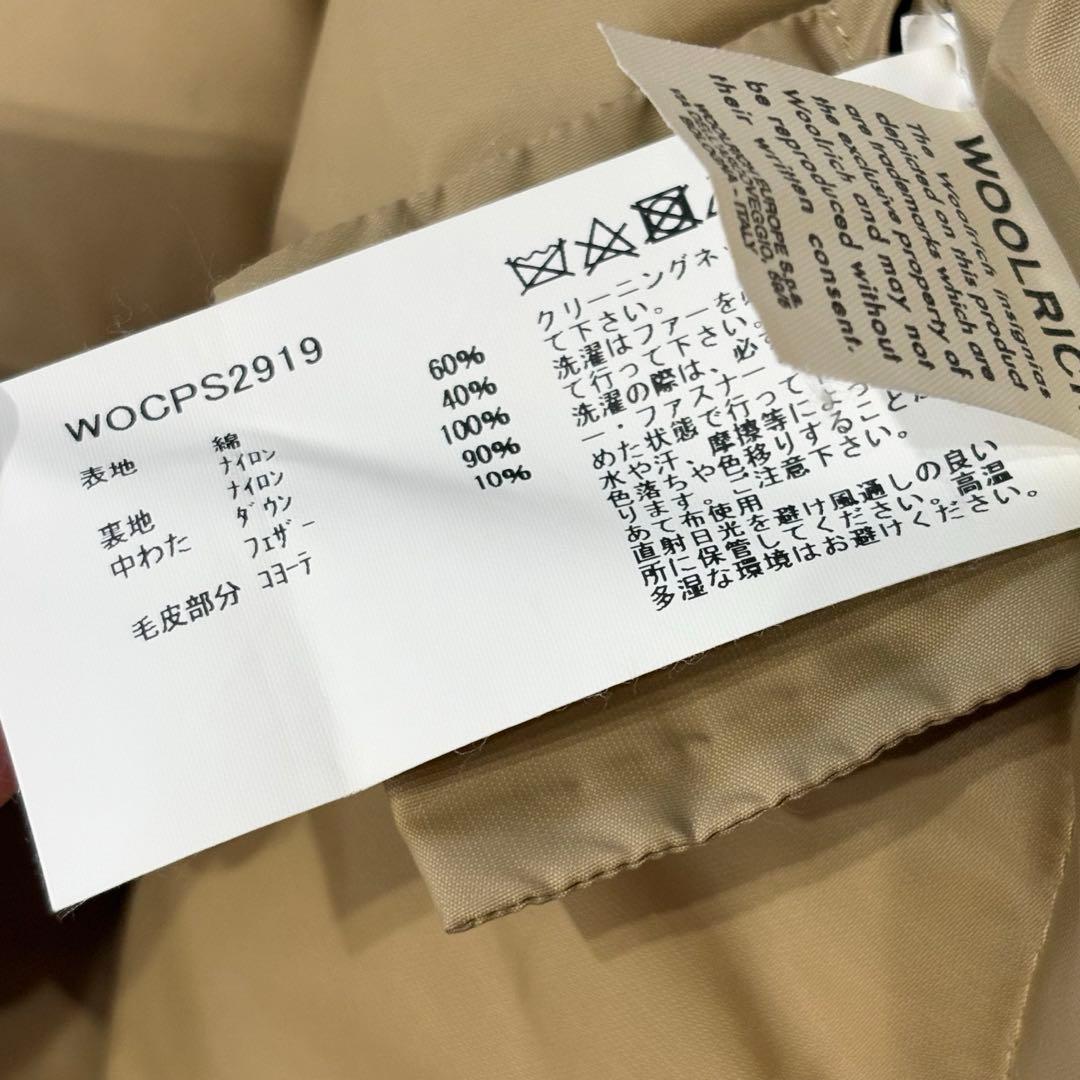 WOCPS2919
表地 綿 60%
ナイロン 40%
裏地 ナイロン 100%
中わた ダウン 90%
フェザー 10%
毛皮部分 コヨーテ
クリーニングネ
て下さい。
洗濯はファーを
て行って下さい。
洗濯の際は、必
ファスナー
めた状態で行って
水や汗、摩擦等によ
色落ちや色移りすること
注意下さい。
直射日光を避け風通しの良い
所に保管してください。高温
多湿な環境はお避けください。
WOOLRICH
The Woolrich insignias
depicted on this product
are trademarks which are
the exclusive property of
Woolrich and may not
be reproduced without
their written consent.
WOOLRICH EUROPE S.p.A.
BOLOGNA - ITALY